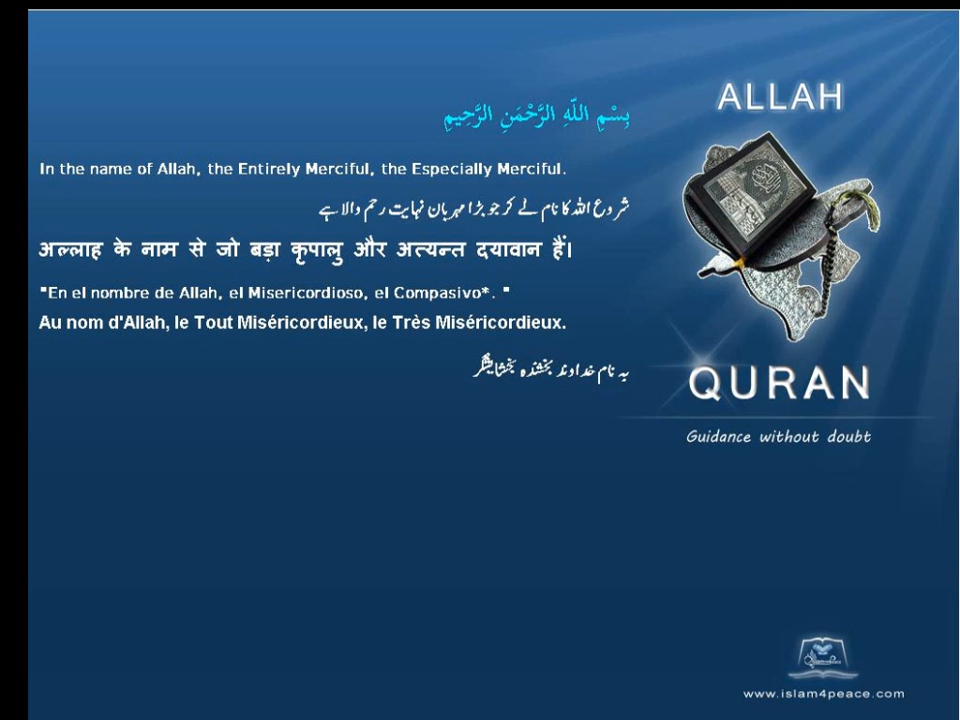 بِسْمِ اللّهِ الرَّحْمَنِ الرَّحِيمِ
In the name of Allah, the Entirely Merciful, the Especially Merciful.
شروع الله کا نام لے کر جو بڑا مہربان نہایت رحم والا ہے
अल्लाह के नाम से जो बड़ा कृपालु और अत्यन्त दयावान हैं।
"En el nombre de Allah, el Misericordioso, el Compasivo*. "
Au nom d'Allah, le Tout Miséricordieux, le Très Miséricordieux.
به نام خداوند بخشنده بخشایشگر
ALLAH
QURAN
Guidance without doubt
www.islam4peace.com